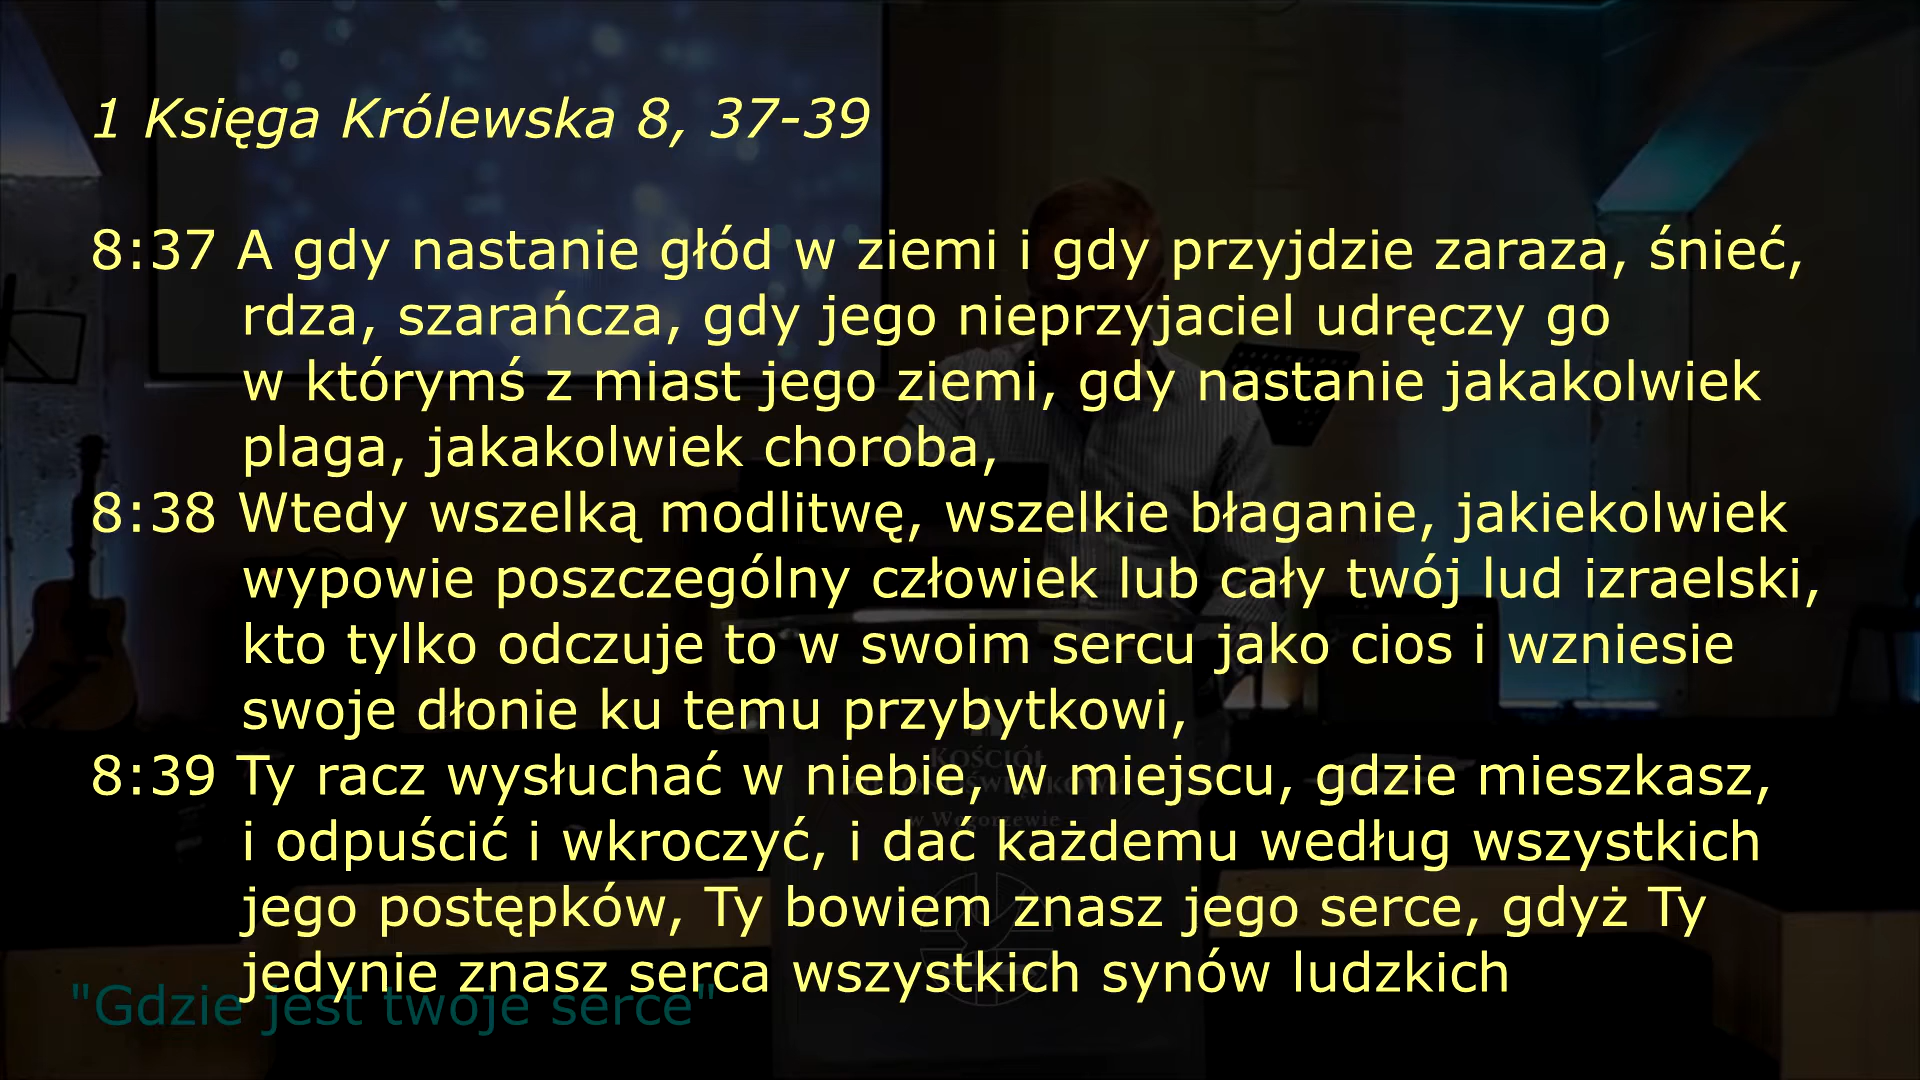 1 Księga Królewska 8, 37-39
8:37 A gdy nastanie głód w ziemi i gdy przyjdzie zaraza, śnieć,
rdza, szarańcza, gdy jego nieprzyjaciel udręczy go
w którymś z miast jego ziemi, gdy nastanie jakakolwiek
plaga, jakakolwiek choroba,
8:38 Wtedy wszelką modlitwę, wszelkie błaganie, jakiekolwiek
wypowie poszczególny człowiek lub cały twój lud izraelski,
kto tylko odczuje to w swoim sercu jako cios i wzniesie
swoje dłonie ku temu przybytkowi,
8:39 Ty racz wysłuchać w niebie, w miejscu, gdzie mieszkasz,
i odpuścić i wkroczyć, i dać każdemu według wszystkich
jego postępków, Ty bowiem znasz jego serce, gdyż Ty
jedynie znasz serca wszystkich synów ludzkich
"Gdzie jest twoje serce"
Kościół
w Węgorzewie